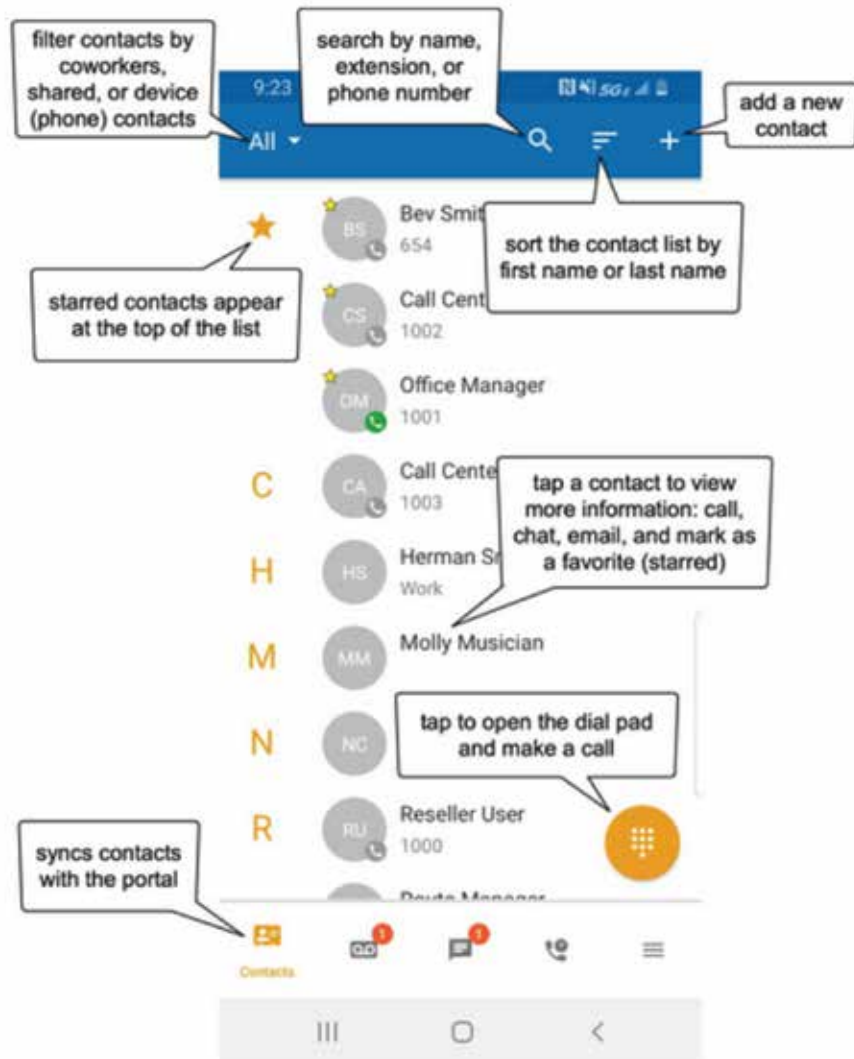 filter contacts by
coworkers,
shared, or device
(phone) contacts
search by name,
extension, or
phone number
add a new
contact
9:23
5G
All
sort the contact list by
first name or last name
starred contacts appear
at the top of the list
BS
Bev Smit
654
CS
Call Cent
1002
OM
Office Manager
1001
C
CA
Call Cente
1003
tap a contact to view
more information: call,
chat, email, and mark as
a favorite (starred)
H
HS
Herman Sr
Work
M
MM
Molly Musician
N
NC
tap to open the dial pad
and make a call
R
RU
Reseller User
1000
Route Manager
syncs contacts
with the portal
1
1
Contacts